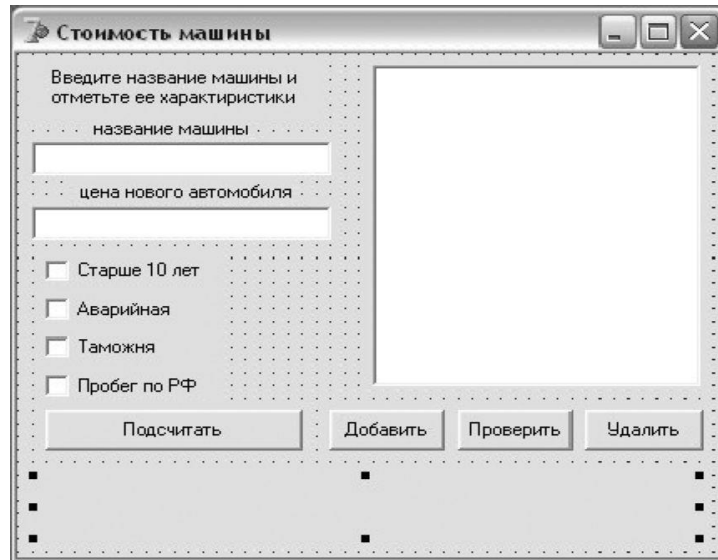 Стоимость машины
Введите название машины и
отметьте ее характиристики
название машины
цена нового автомобиля
Старше 10 лет
Аварийная
Таможня
Пробег по РФ
Подсчитать
Добавить
Проверить
Удалить